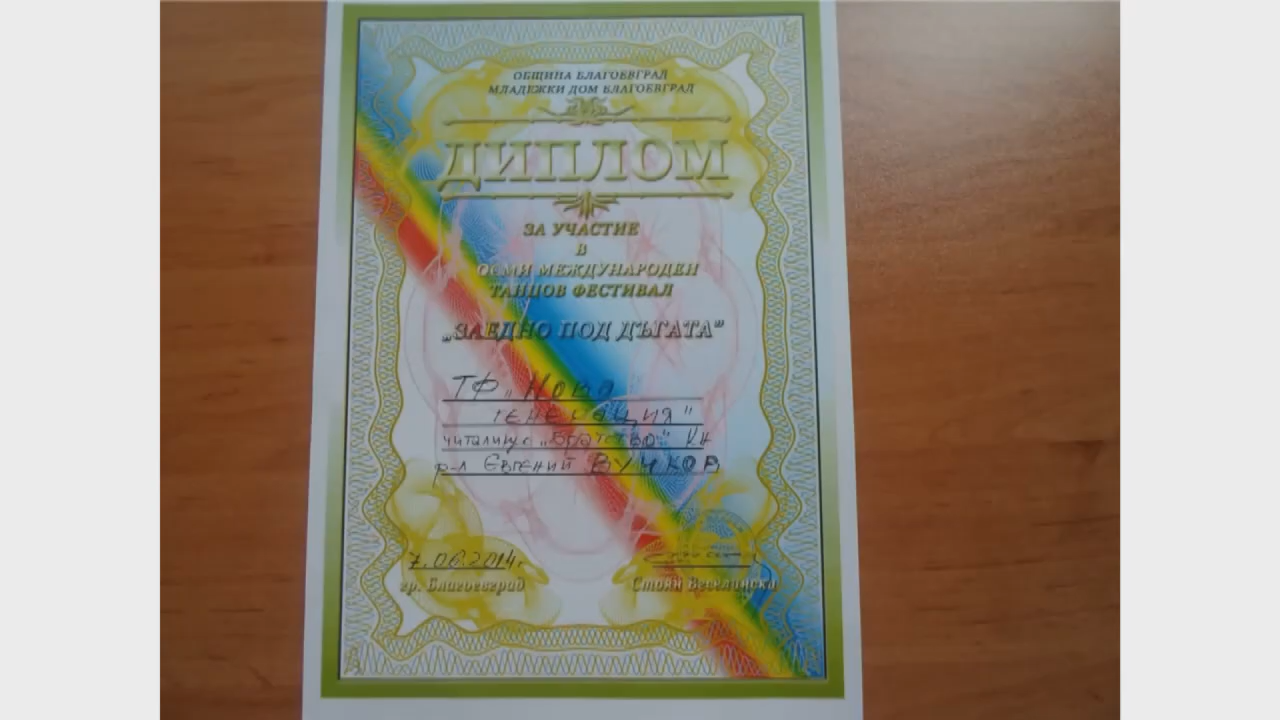 ОБЩИНА БЛАГОЕВГРАД
МЛАДЕЖКИ ДОМ БЛАГОЕВГРАД
ДИПЛОМ
ЗА УЧАСТИЕ
В
ОСМИ МЕЖДУНАРОДЕН
ТАНЦОВ ФЕСТИВАЛ
„ЗАЕДНО ПОД ДЪГАТА”
ТФ „Нова
генерация"
читалище „Братство" Кн
р-л Евгений ВУЧКОВ
7.06.2014г.
гр. Благоевград
Стоян Веселински